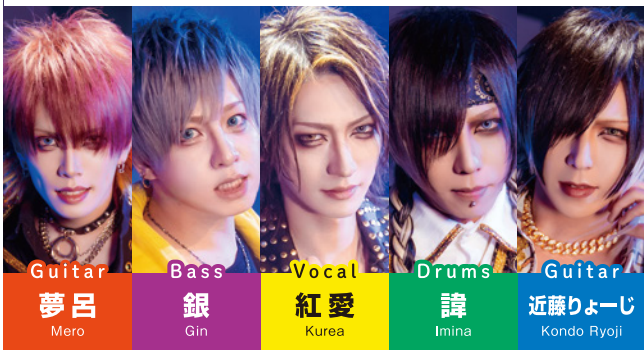 Guitar
夢呂
Mero
Bass
銀
Gin
Vocal
紅愛
Kurea
Drums
諱
Imina
Guitar
近藤りょーじ
Kondo Ryoji